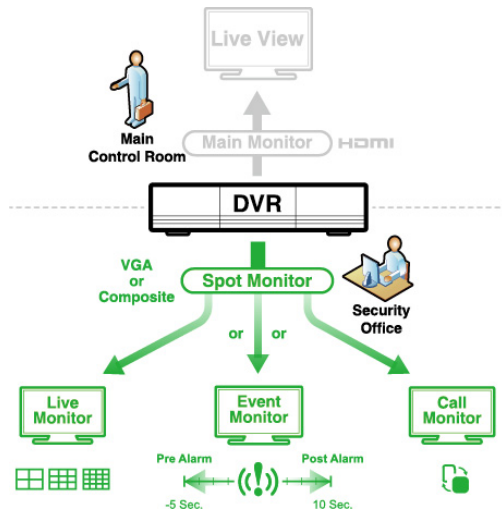 Live View
Main
Control Room
Main Monitor
HDMI
DVR
VGA
or
Composite
Spot Monitor
Security
Office
or
or
Live
Monitor
Event
Monitor
Call
Monitor
Pre Alarm
Post Alarm
-5 Sec.
10 Sec.